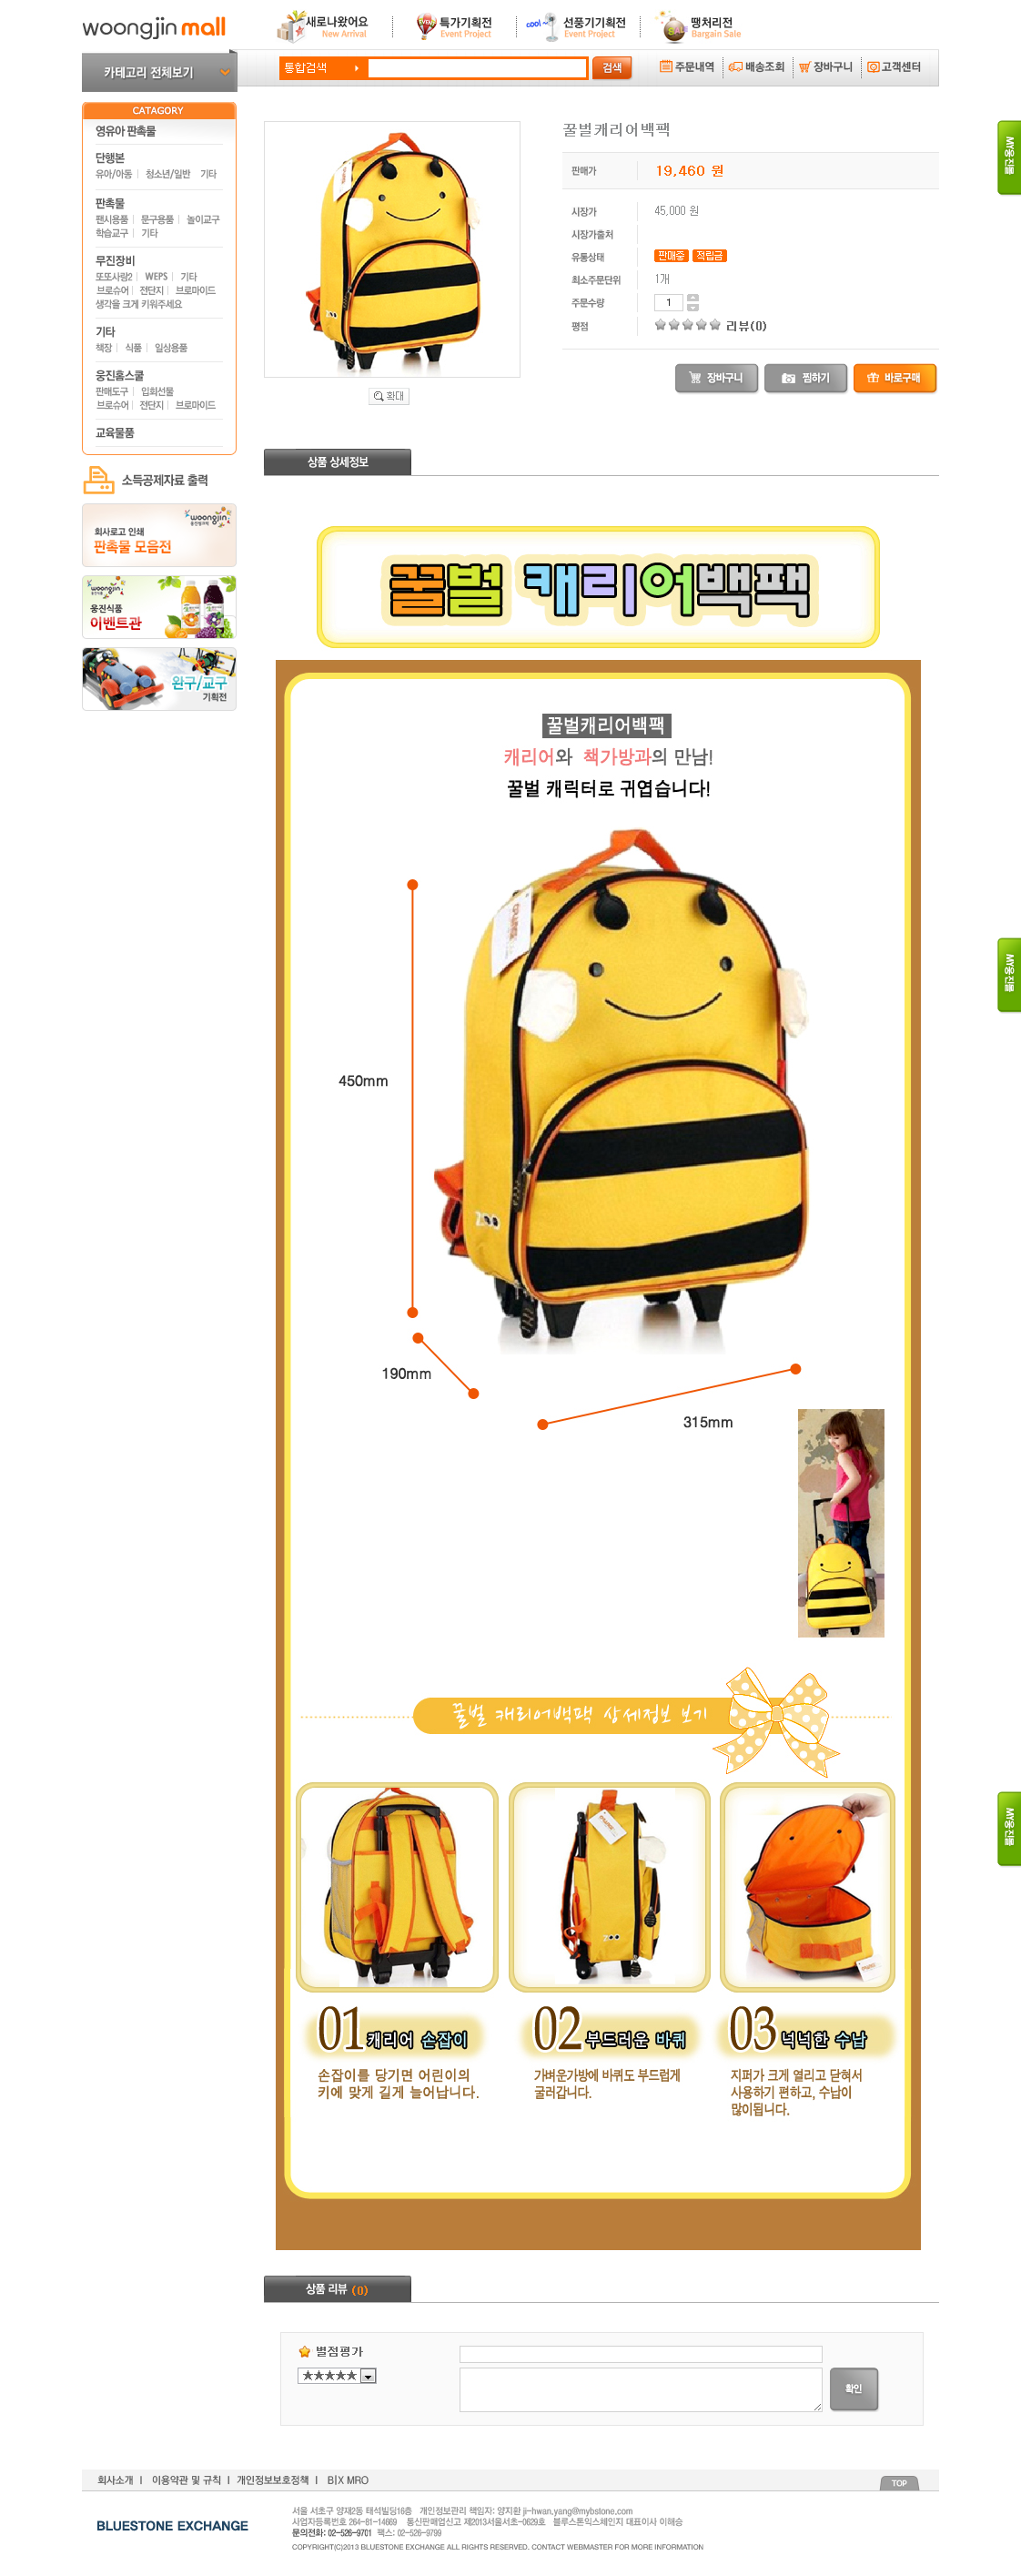 woongjin mall
새로나왔어요
New Arrival
특가기획전
Event Project
cool~
선풍기기획전
Event Project
땡처리전
Bargain Sale
카테고리 전체보기
통합검색
검색
주문내역
배송조회
장바구니
고객센터
CATAGORY
영유아 판촉물
단행본
유아/아동 청소년/일반 기타
판촉물
팬시용품 문구용품 놀이교구
학습교구 기타
무진장비
또또사랑2 WEPS 기타
브로슈어 전단지 브로마이드
생각을 크게 키워주세요
기타
책장 식품 일상용품
웅진홈스쿨
판매도구 입회선물
브로슈어 전단지 브로마이드
교육물품
소득공제자료 출력
woongjin
회사로고 인쇄
판촉물 모음전
woongjin
웅진식품
이벤트관
완구/교구
기획전
확대
꿀벌캐리어백팩
판매가 19,460 원
시장가 45,000 원
시장가출처
유통상태 판매중 적립금
최소주문단위 1개
주문수량 1
평점 리뷰(0)
장바구니
찜하기
바로구매
MY웅진몰
상품 상세정보
꿀벌 캐리어백팩
꿀벌캐리어백팩
캐리어와 책가방과의 만남!
꿀벌 캐릭터로 귀엽습니다!
450mm
ZOO
MY웅진몰
190mm
315mm
꿀벌 캐리어백팩 상세정보 보기
MY웅진몰
01 캐리어 손잡이
손잡이를 당기면 어린이의
키에 맞게 길게 늘어납니다.
02 부드러운 바퀴
가벼운가방에 바퀴도 부드럽게
굴러갑니다.
03 넉넉한 수납
지퍼가 크게 열리고 닫혀서
사용하기 편하고, 수납이
많이됩니다.
상품 리뷰 (0)
별점평가
★★★★★
확인
회사소개 | 이용약관 및 규칙 | 개인정보보호정책 | B|X MRO
TOP
BLUESTONE EXCHANGE
서울 서초구 양재2동 태석빌딩16층 개인정보관리 책임자: 양지환 ji-hwan.yang@mybstone.com
사업자등록번호 264-81-14669 통신판매업신고 제2013서울서초-0629호 블루스톤익스체인지 대표이사 이해승
문의전화: 02-526-9701 팩스: 02-526-9799
COPYRIGHT(C)2013 BLUESTONE EXCHANGE ALL RIGHTS RESERVED. CONTACT WEBMASTER FOR MORE INFORMATION